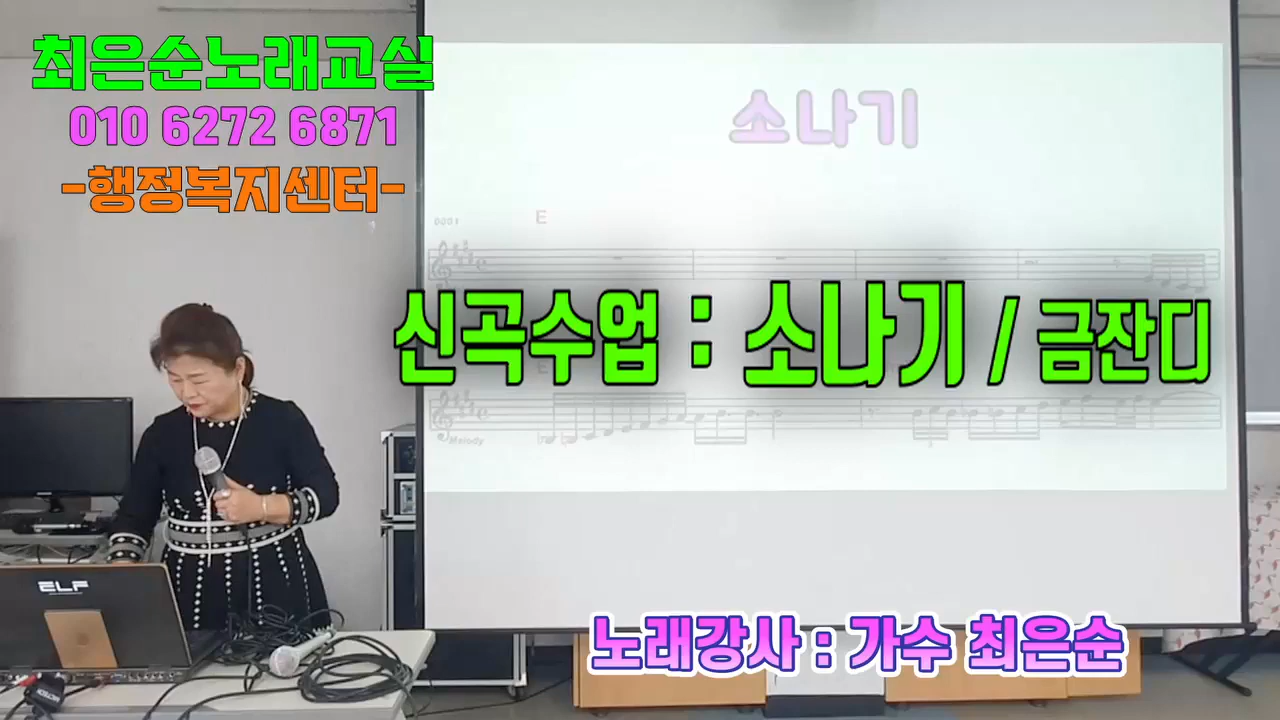 최은순노래교실
010 6272 6871
-행정복지센터-
소나기
0001
E
신곡수업 : 소나기 / 금잔디
Melody
ELF
노래강사 : 가수 최은순